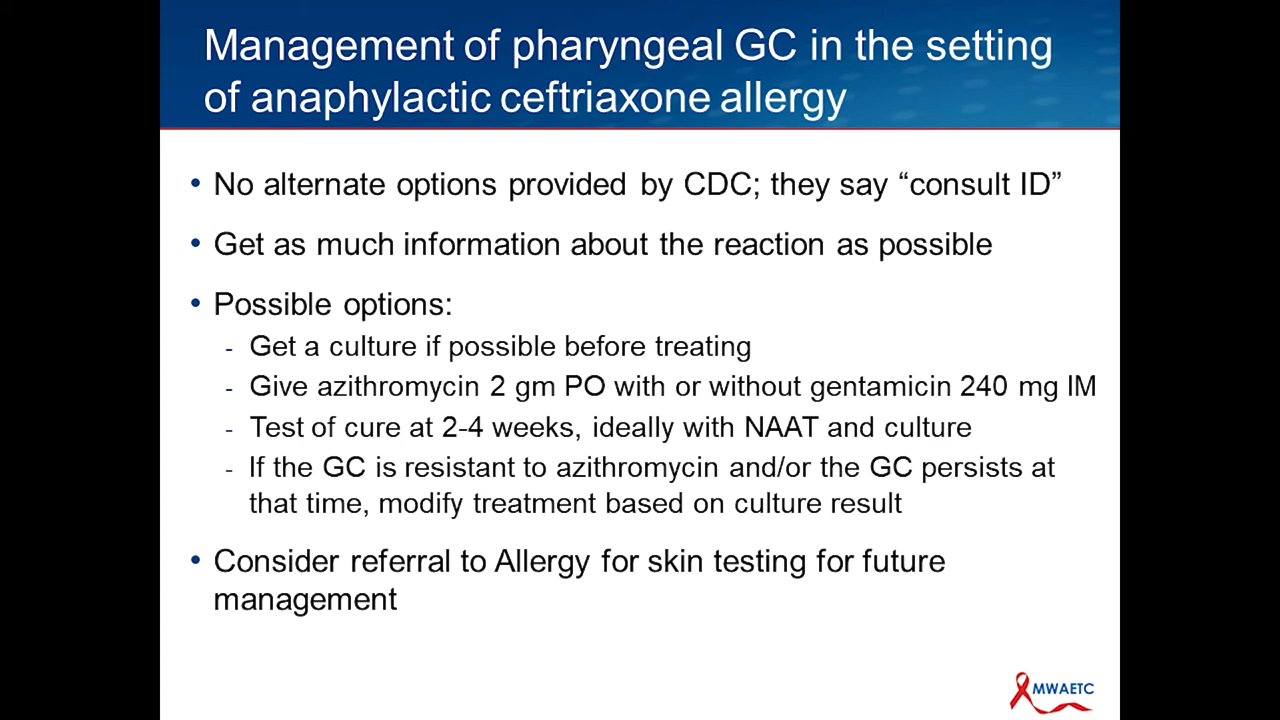 Management of pharyngeal GC in the setting
of anaphylactic ceftriaxone allergy
• No alternate options provided by CDC; they say “consult ID”
• Get as much information about the reaction as possible
• Possible options:
- Get a culture if possible before treating
- Give azithromycin 2 gm PO with or without gentamicin 240 mg IM
- Test of cure at 2-4 weeks, ideally with NAAT and culture
- If the GC is resistant to azithromycin and/or the GC persists at
that time, modify treatment based on culture result
• Consider referral to Allergy for skin testing for future
management
MWAETC